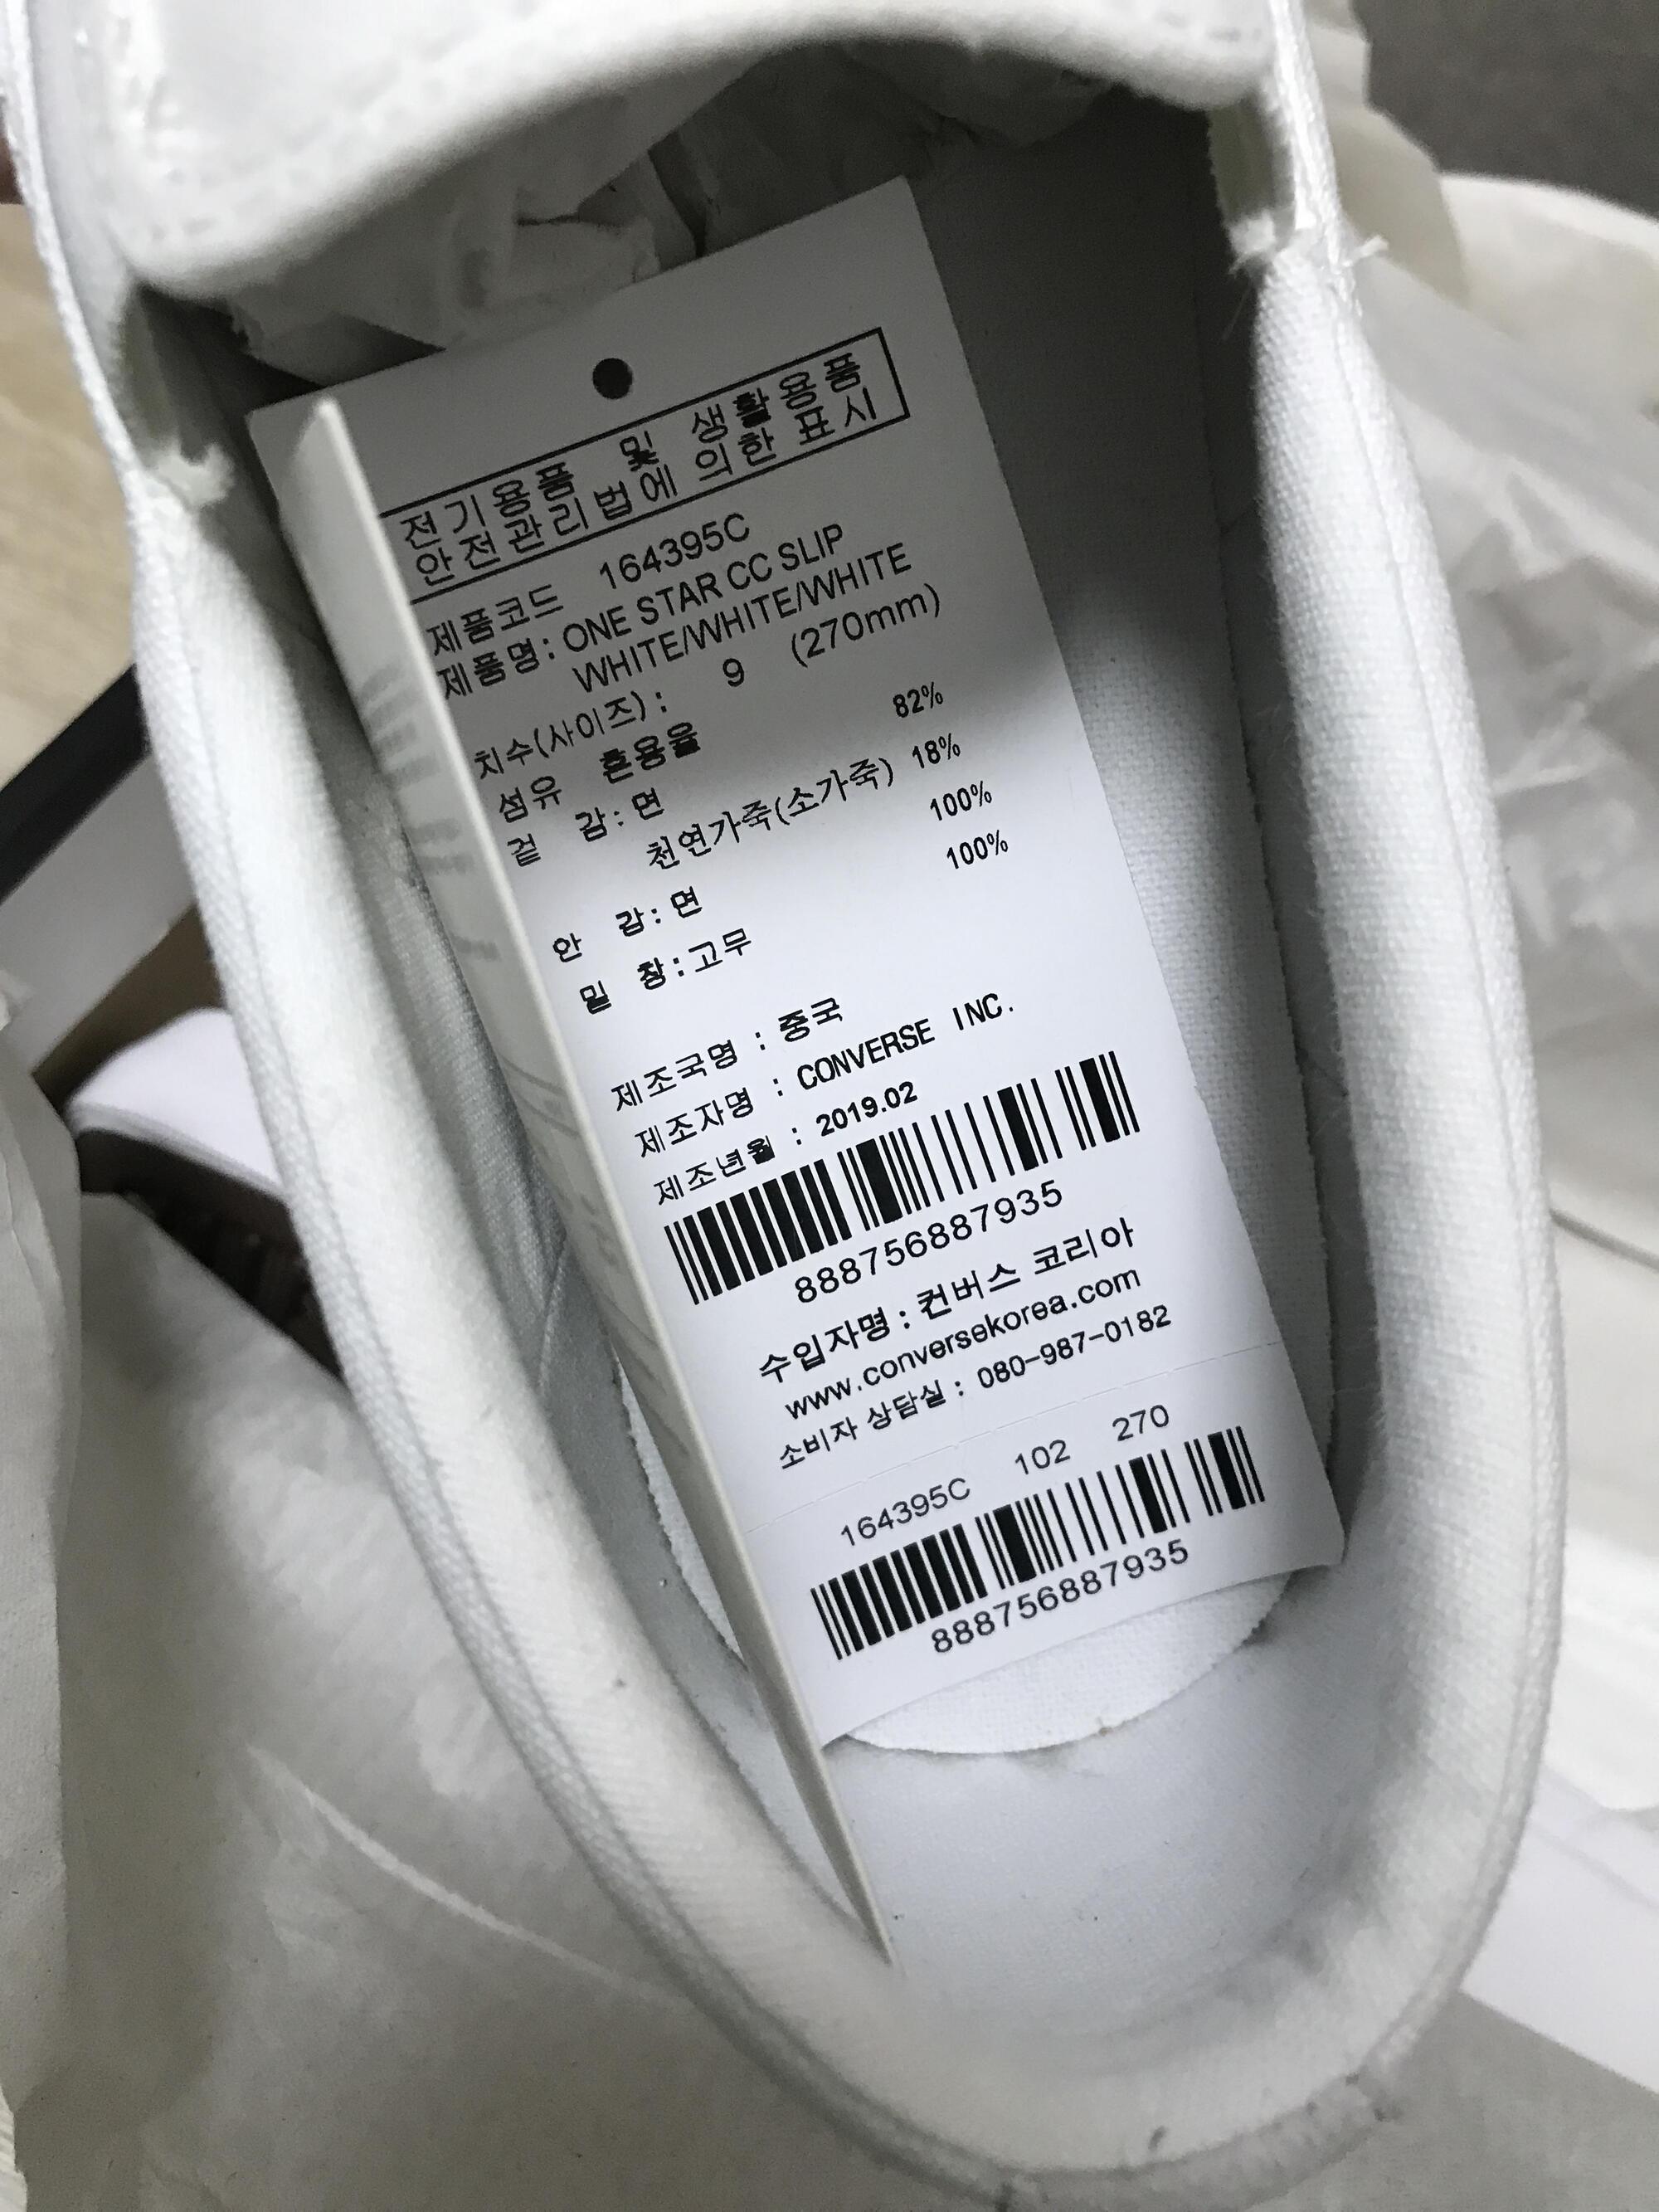 전기용품 및 생활용품
안전관리법에 의한 표시
제품코드 164395C
제품명: ONE STAR CC SLIP
WHITE/WHITE/WHITE
치수(사이즈): 9 (270mm)
섬유 혼용율
겉 감: 면 82%
천연가죽(소가죽) 18%
안 감: 면 100%
밑 창: 고무 100%
제조국명 : 중국
제조자명 : CONVERSE INC.
제조년월 : 2019.02
888756887935
수입자명 : 컨버스 코리아
www.conversekorea.com
소비자 상담실 : 080-987-0182
164395C 102 270
888756887935